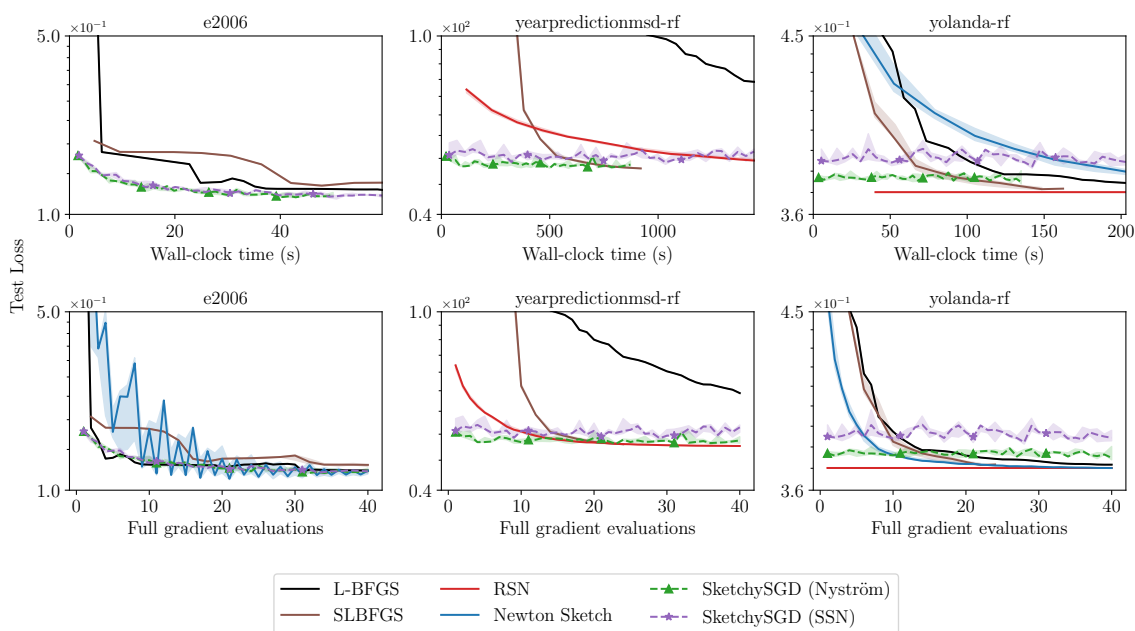 e2006
yearpredictionmsd-rf
yolanda-rf
×10⁻¹
5.0
1.0
0 20 40
Wall-clock time (s)
×10²
1.0
0.4
500 1000
Wall-clock time (s)
×10⁻¹
4.5
3.6
0 50 100 150 200
Wall-clock time (s)
Test Loss
e2006
yearpredictionmsd-rf
yolanda-rf
×10⁻¹
5.0
1.0
0 10 20 30 40
Full gradient evaluations
×10²
1.0
0.4
0 10 20 30 40
Full gradient evaluations
×10⁻¹
4.5
3.6
0 10 20 30 40
Full gradient evaluations
L-BFGS
SLBFGS
RSN
Newton Sketch
SketchySGD (Nyström)
SketchySGD (SSN)